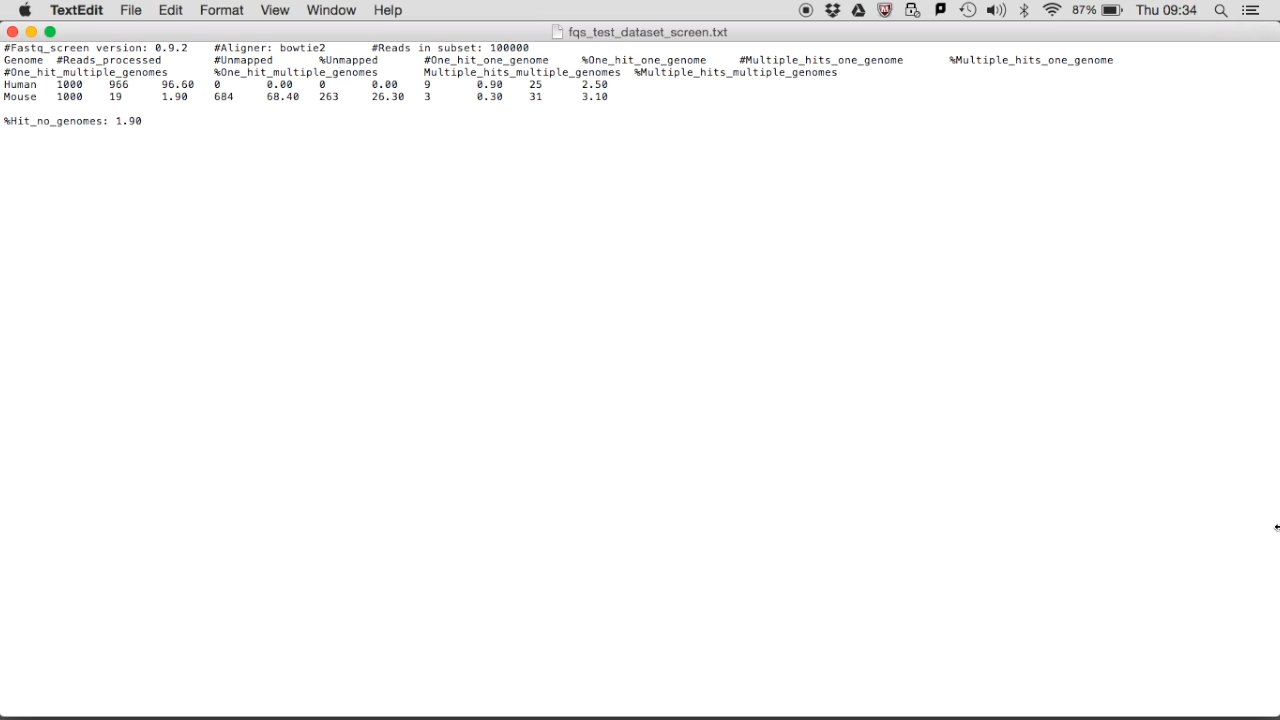 TextEdit File Edit Format View Window Help 87% Thu 09:34
fqs_test_dataset_screen.txt
#Fastq_screen version: 0.9.2 #Aligner: bowtie2 #Reads in subset: 100000
Genome #Reads_processed #Unmapped %Unmapped #One_hit_one_genome %One_hit_one_genome #Multiple_hits_one_genome %Multiple_hits_one_genome
#One_hit_multiple_genomes %One_hit_multiple_genomes Multiple_hits_multiple_genomes %Multiple_hits_multiple_genomes
Human 1000 966 96.60 0 0.00 0 0.00 9 0.90 25 2.50
Mouse 1000 19 1.90 684 68.40 263 26.30 3 0.30 31 3.10
%Hit_no_genomes: 1.90